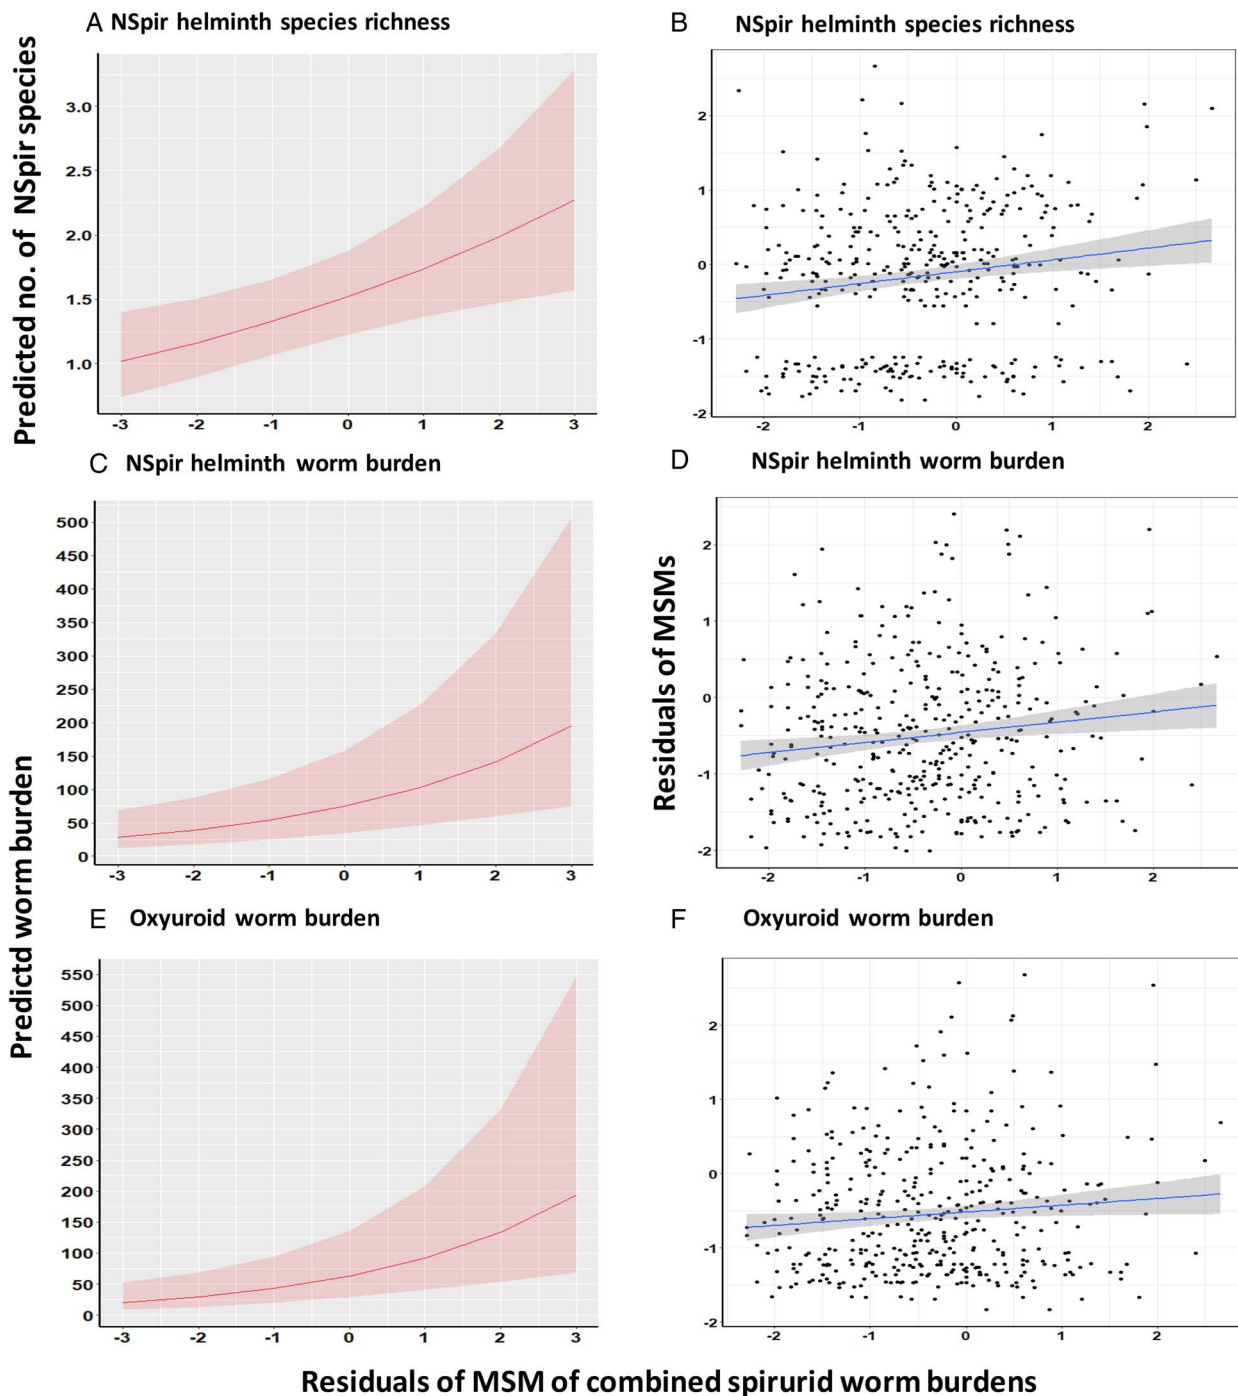 A NSpir helminth species richness
Predicted no. of NSpir species
3.0
2.5
2.0
1.5
1.0
-3 -2 -1 0 1 2 3
B NSpir helminth species richness
2
1
0
-1
-2
-2 -1 0 1 2
C NSpir helminth worm burden
Predictd worm burden
500
450
400
350
300
250
200
150
100
50
0
-3 -2 -1 0 1 2 3
D NSpir helminth worm burden
Residuals of MSMs
2
1
0
-1
-2
-2 -1 0 1 2
E Oxyuroid worm burden
550
500
450
400
350
300
250
200
150
100
50
0
-3 -2 -1 0 1 2 3
F Oxyuroid worm burden
2
1
0
-1
-2
-2 -1 0 1 2
Residuals of MSM of combined spirurid worm burdens